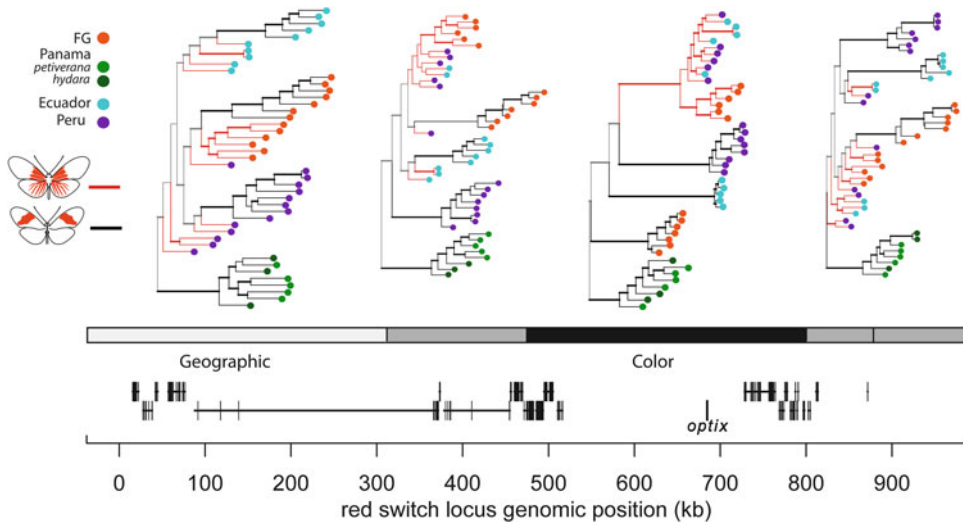 FG
Panama
petiverana
hydara
Ecuador
Peru
Geographic
Color
optix
0 100 200 300 400 500 600 700 800 900
red switch locus genomic position (kb)